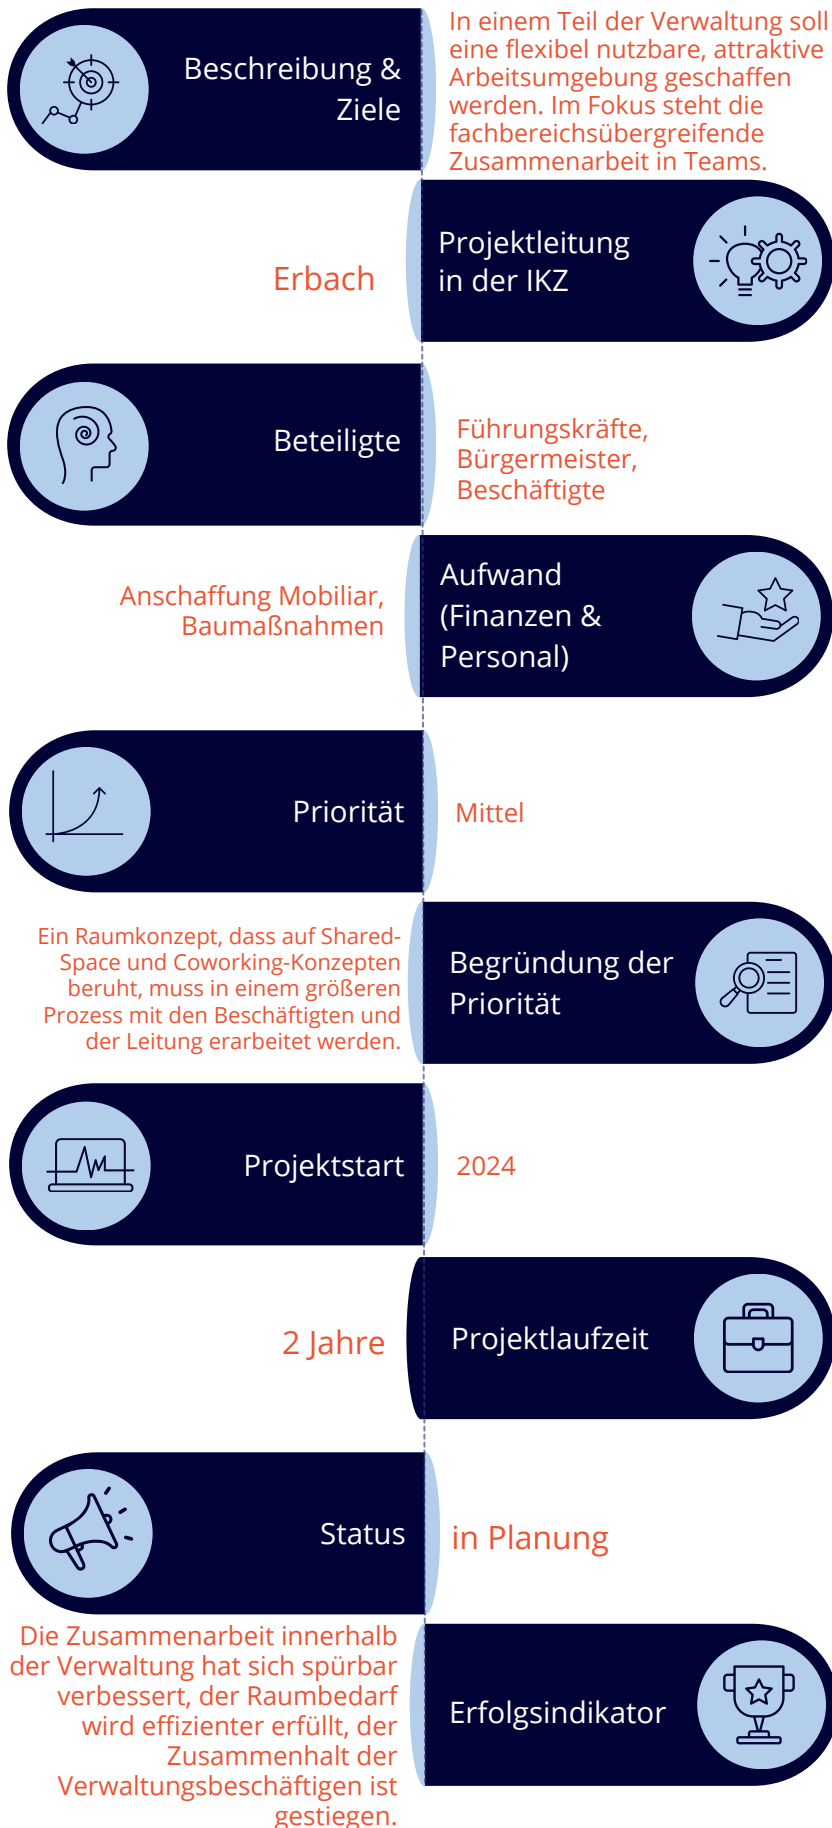 Beschreibung &
Ziele
In einem Teil der Verwaltung soll
eine flexibel nutzbare, attraktive
Arbeitsumgebung geschaffen
werden. Im Fokus steht die
fachbereichsübergreifende
Zusammenarbeit in Teams.
Projektleitung
in der IKZ
Erbach
Beteiligte
Führungskräfte,
Bürgermeister,
Beschäftigte
Aufwand
(Finanzen &
Personal)
Anschaffung Mobiliar,
Baumaßnahmen
Priorität
Mittel
Begründung der
Priorität
Ein Raumkonzept, dass auf Shared-
Space und Coworking-Konzepten
beruht, muss in einem größeren
Prozess mit den Beschäftigten und
der Leitung erarbeitet werden.
Projektstart
2024
Projektlaufzeit
2 Jahre
Status
in Planung
Erfolgsindikator
Die Zusammenarbeit innerhalb
der Verwaltung hat sich spürbar
verbessert, der Raumbedarf
wird effizienter erfüllt, der
Zusammenhalt der
Verwaltungsbeschäftigen ist
gestiegen.